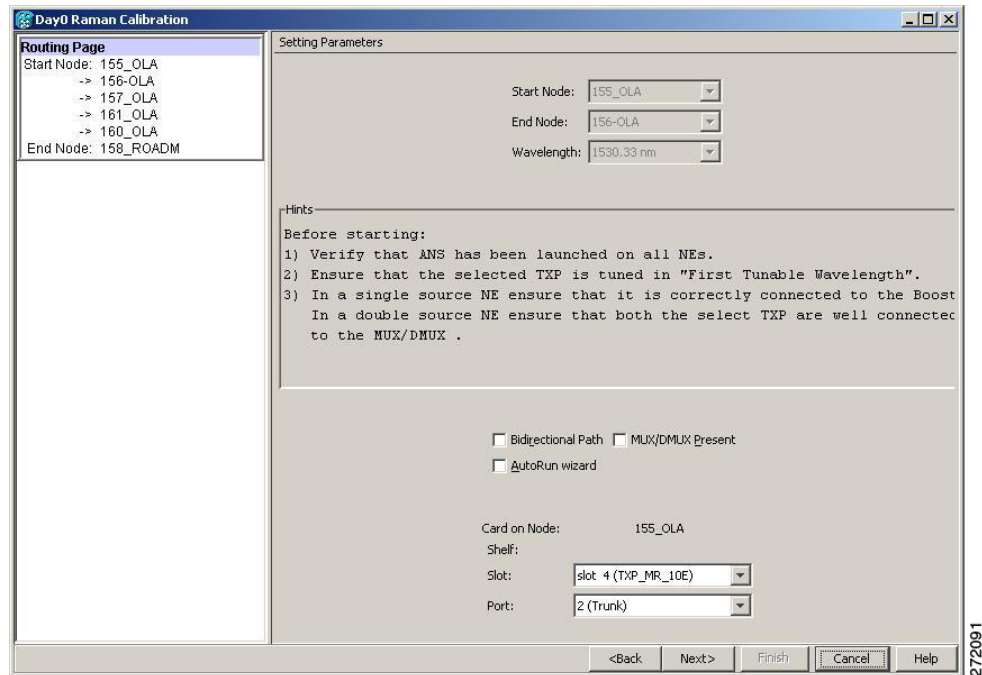 Day0 Raman Calibration
Routing Page
Start Node: 155_OLA
-> 156-OLA
-> 157_OLA
-> 161_OLA
-> 160_OLA
End Node: 158_ROADM
Setting Parameters
Start Node: 155_OLA
End Node: 156-OLA
Wavelength: 1530.33 nm
Hints
Before starting:
1) Verify that ANS has been launched on all NEs.
2) Ensure that the selected TXP is tuned in "First Tunable Wavelength".
3) In a single source NE ensure that it is correctly connected to the Boost
In a double source NE ensure that both the select TXP are well connected
to the MUX/DMUX .
Bidirectional Path MUX/DMUX Present
AutoRun wizard
Card on Node: 155_OLA
Shelf:
Slot: slot 4 (TXP_MR_10E)
Port: 2 (Trunk)
<Back Next> Finish Cancel Help
272091